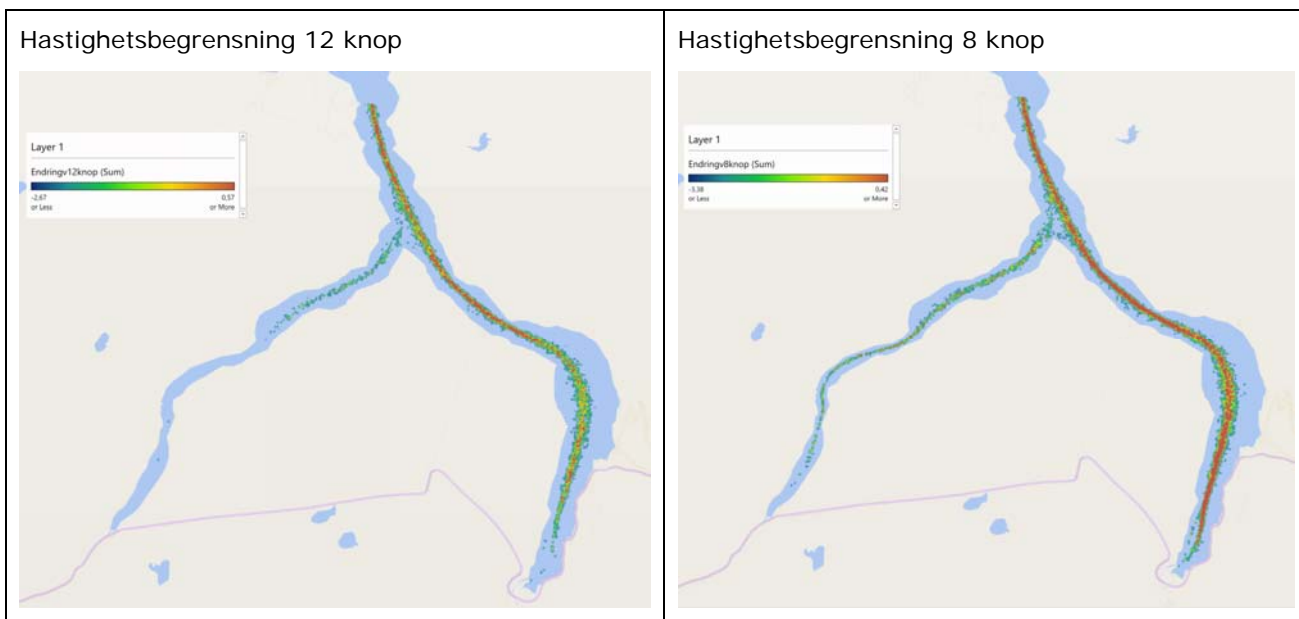 Hastighetsbegrensning 12 knop
Layer 1
Endringv12knop (Sum)
-2,67
or Less
0,57
or More
Hastighetsbegrensning 8 knop
Layer 1
Endringv8knop (Sum)
-3,38
or Less
0,42
or More